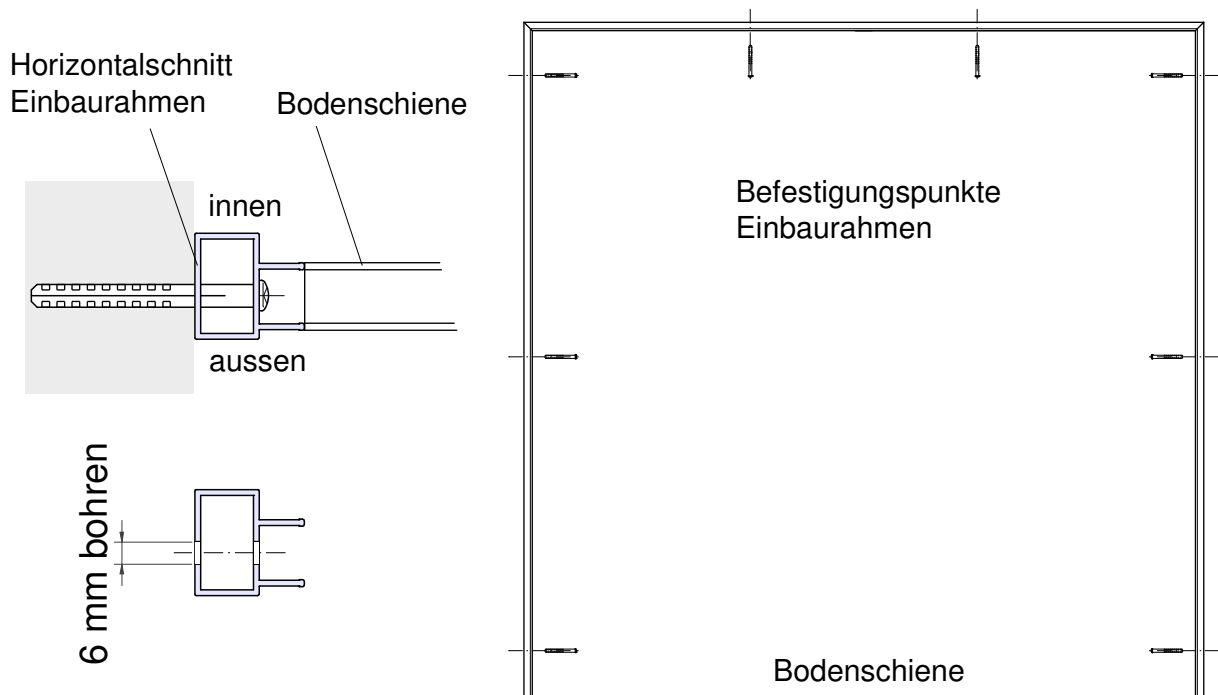 Horizontalschnitt
Einbaurahmen
Bodenschiene
innen
aussen
6 mm bohren
Befestigungspunkte
Einbaurahmen
Bodenschiene